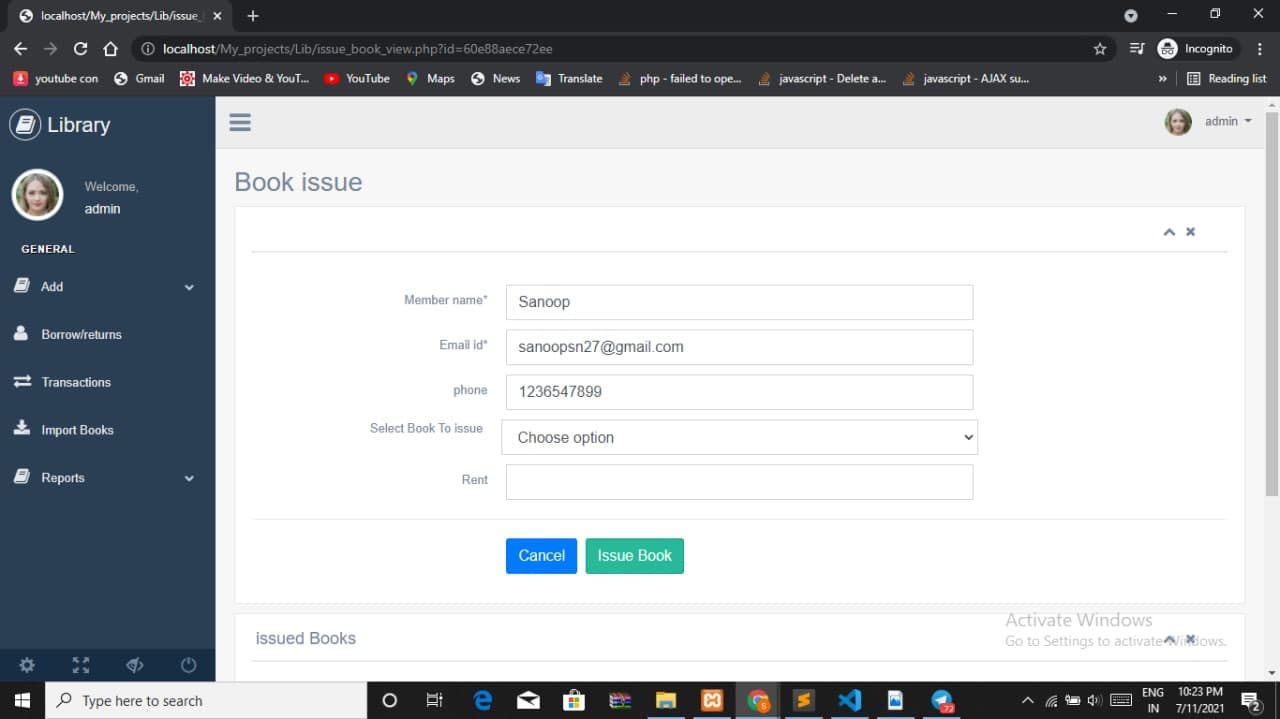 localhost/My_projects/Lib/issue_
localhost/My_projects/Lib/issue_book_view.php?id=60e88aece72ee
Incognito
youtube con
Gmail
Make Video & YouT...
YouTube
Maps
News
Translate
php - failed to ope...
javascript - Delete a...
javascript - AJAX su...
»
Reading list
Library
admin
Welcome,
admin
GENERAL
Add
Borrow/returns
Transactions
Import Books
Reports
Book issue
Member name*
Sanoop
Email id*
sanoopsn27@gmail.com
phone
1236547899
Select Book To issue
Choose option
Rent
Cancel
Issue Book
issued Books
Activate Windows
Go to Settings to activate Windows.
Type here to search
72
ENG
IN
10:23 PM
7/11/2021
2